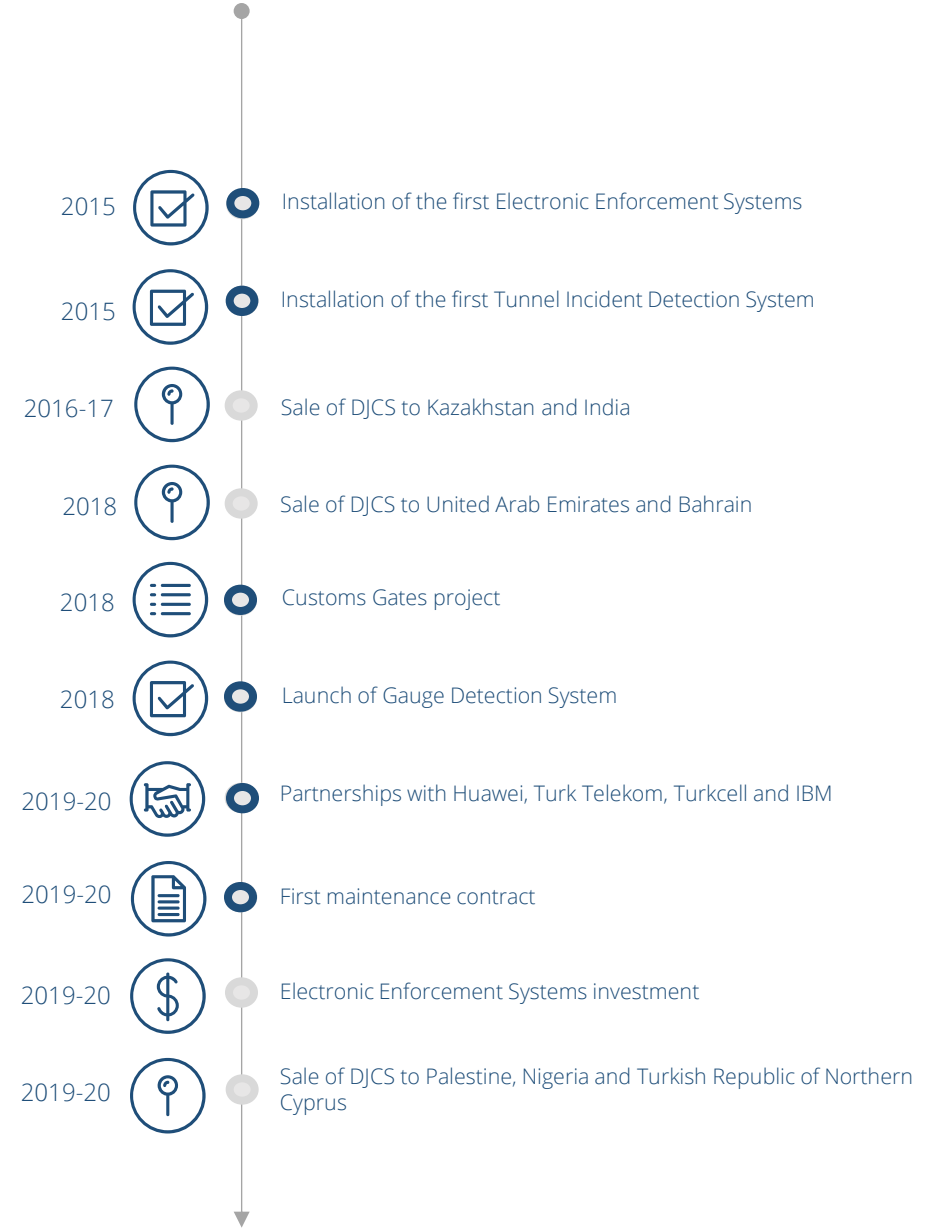 2015
Installation of the first Electronic Enforcement Systems
2015
Installation of the first Tunnel Incident Detection System
2016-17
Sale of DJCS to Kazakhstan and India
2018
Sale of DJCS to United Arab Emirates and Bahrain
2018
Customs Gates project
2018
Launch of Gauge Detection System
2019-20
Partnerships with Huawei, Turk Telekom, Turkcell and IBM
2019-20
First maintenance contract
2019-20
Electronic Enforcement Systems investment
2019-20
Sale of DJCS to Palestine, Nigeria and Turkish Republic of Northern
Cyprus